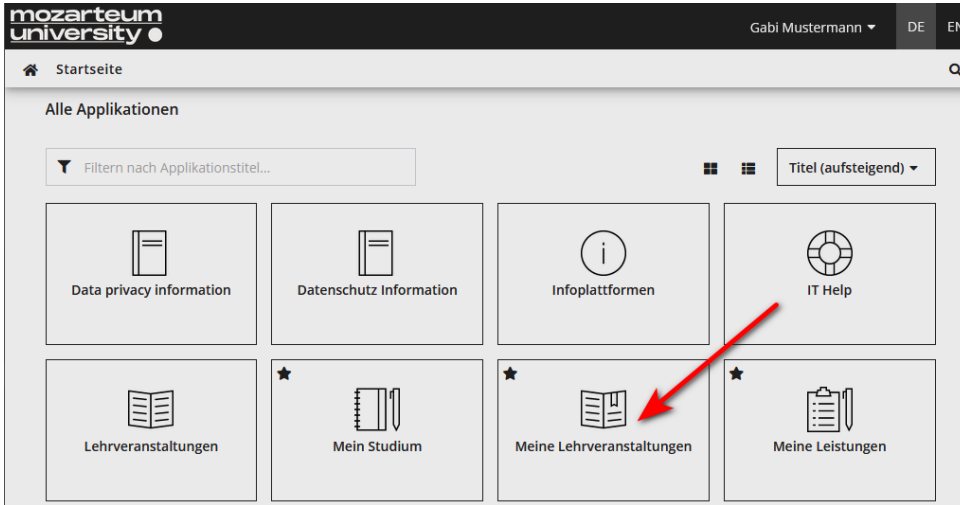 mozarteum
university
Gabi Mustermann
DE
EN
Startseite
Alle Applikationen
Filtern nach Applikationstitel...
Titel (aufsteigend)
Data privacy information
Datenschutz Information
Infoplattformen
IT Help
Lehrveranstaltungen
Mein Studium
Meine Lehrveranstaltungen
Meine Leistungen